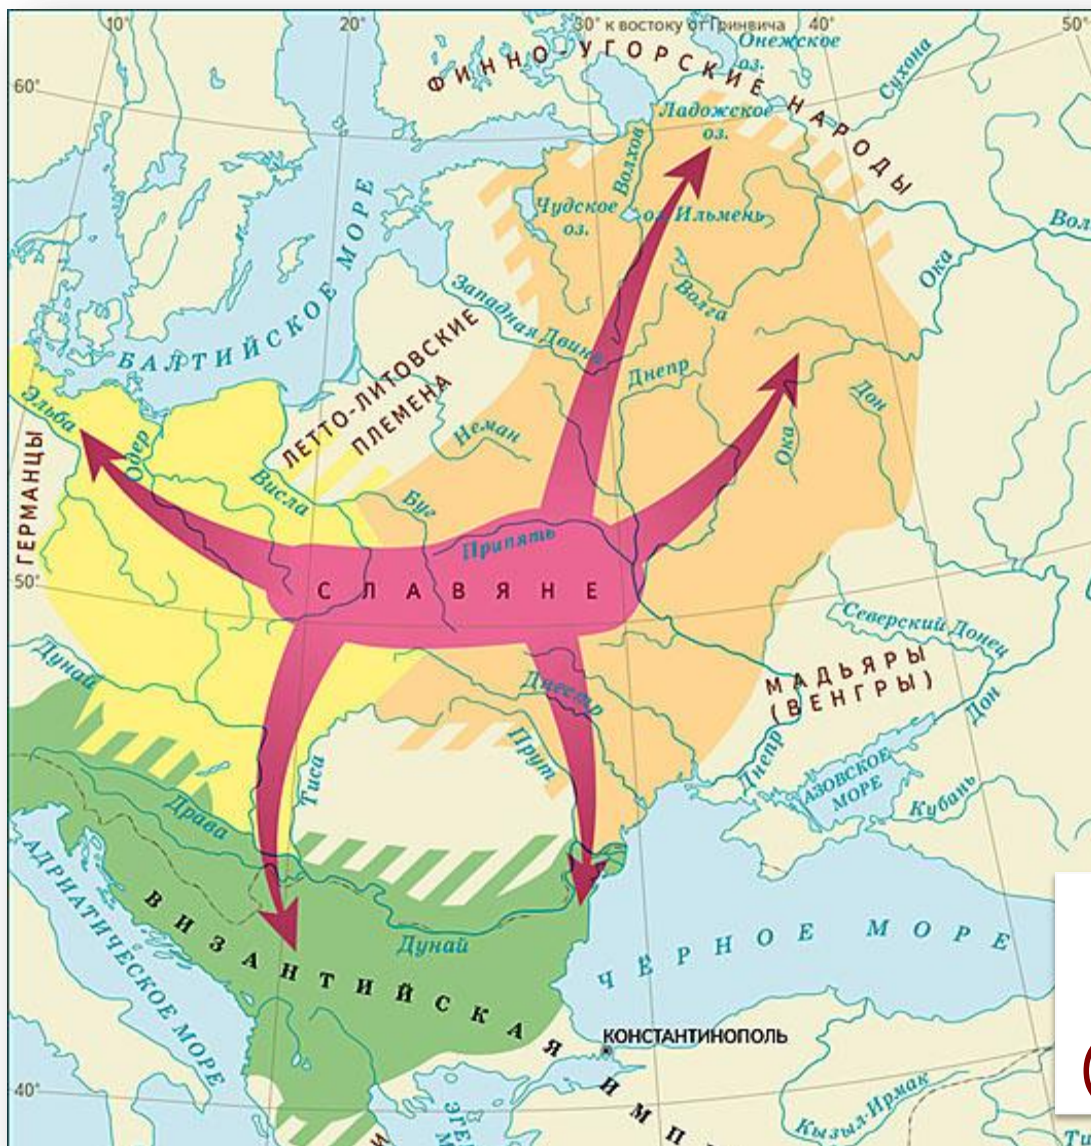 10°
20°
30° к востоку от Гринвича
40°
50°
Онежское
оз.
Сухона
ФИННО-УГОРСКИЕ НАРОДЫ
60°
Ладожское
оз.
Волхов
Чудское
оз.
оз. Ильмень
Ока
БАЛТИЙСКОЕ МОРЕ
Западная Двина
Волга
ЛЕТТО-ЛИТОВСКИЕ
ПЛЕМЕНА
Днепр
Дон
Эльба
Одер
Неман
Ока
ГЕРМАНЦЫ
Висла
Буг
Припять
50°
СЛАВЯНЕ
Северский Донец
Дунай
Днестр
МАДЬЯРЫ
(ВЕНГРЫ)
Дон
Тиса
Прут
Днепр
АЗОВСКОЕ
МОРЕ
Кубань
Драва
АДРИАТИЧЕСКОЕ МОРЕ
ВИЗАНТИЙСКАЯ ИМП
Дунай
ЧЁРНОЕ МОРЕ
КОНСТАНТИНОПОЛЬ
40°
Кызыл-Ирмак